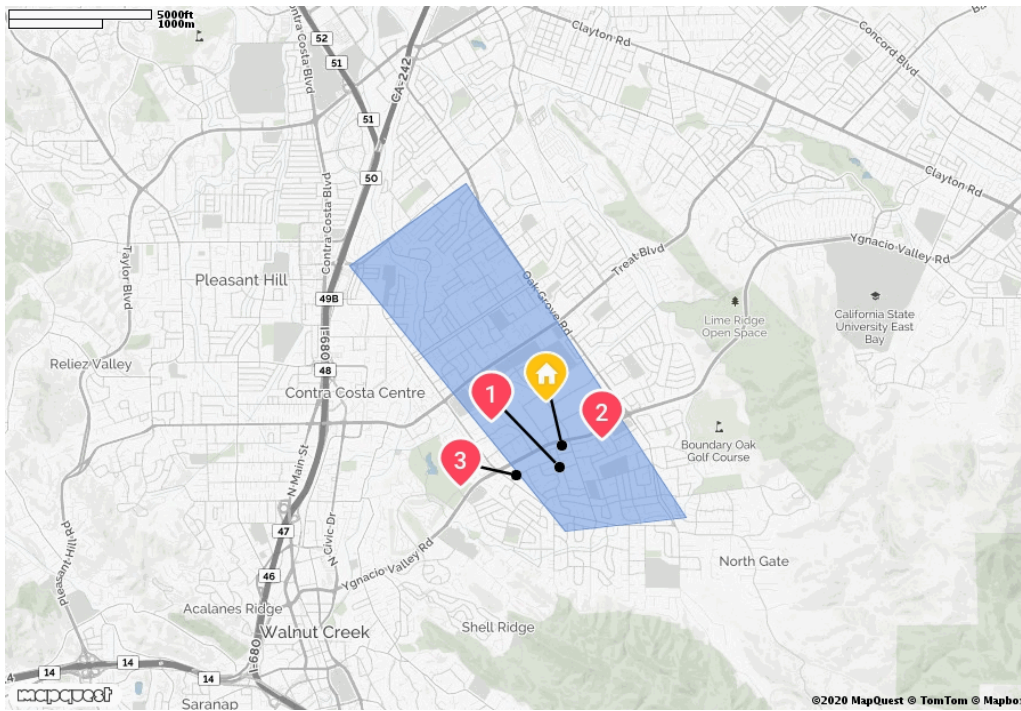 5000ft
1000m
Contra Costa Blvd
52
51
CA-242
Clayton Rd
Concord Blvd
51
50
Clayton Rd
Contra Costa Blvd
Taylor Blvd
Pleasant Hill
49B
I-680
Oak Grove Rd
Treat Blvd
Ygnacio Valley Rd
Lime Ridge
Open Space
California State
University East
Bay
Reliez Valley
48
Contra Costa Centre
1
2
3
Boundary Oak
Golf Course
N Main St
47
N Civic Dr
Pleasant Hill Rd
46
Ygnacio Valley Rd
North Gate
Acalanes Ridge
Walnut Creek
Shell Ridge
I-680
14
14
14
Saranap
mapquest
©2020 MapQuest © TomTom © Mapbo